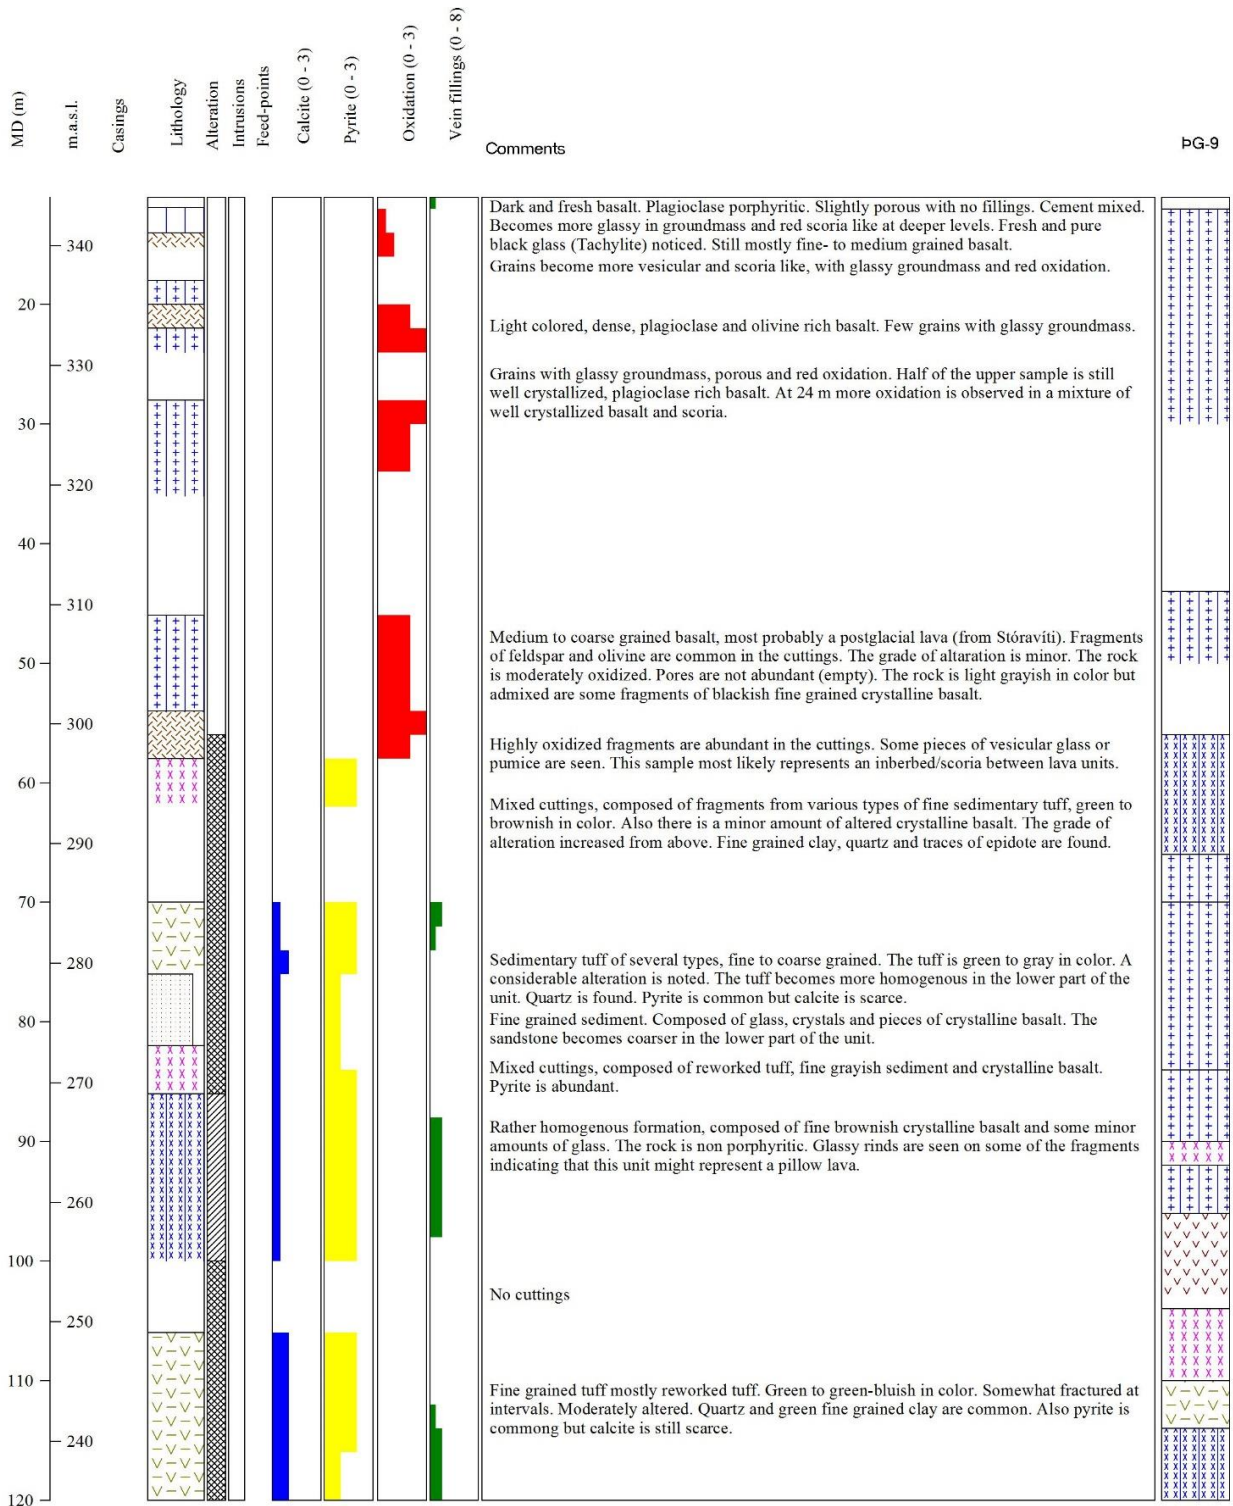 MD (m)
m.a.s.l.
Casings
Lithology
Alteration
Intrusions
Feed-points
Calcite (0 - 3)
Pyrite (0 - 3)
Oxidation (0 - 3)
Vein fillings (0 - 8)
Comments
ÞG-9
Dark and fresh basalt. Plagioclase porphyritic. Slightly porous with no fillings. Cement mixed.
Becomes more glassy in groundmass and red scoria like at deeper levels. Fresh and pure
black glass (Tachylite) noticed. Still mostly fine- to medium grained basalt.
Grains become more vesicular and scoria like, with glassy groundmass and red oxidation.
Light colored, dense, plagioclase and olivine rich basalt. Few grains with glassy groundmass.
Grains with glassy groundmass, porous and red oxidation. Half of the upper sample is still
well crystallized, plagioclase rich basalt. At 24 m more oxidation is observed in a mixture of
well crystallized basalt and scoria.
Medium to coarse grained basalt, most probably a postglacial lava (from Stóravíti). Fragments
of feldspar and olivine are common in the cuttings. The grade of altaration is minor. The rock
is moderately oxidized. Pores are not abundant (empty). The rock is light grayish in color but
admixed are some fragments of blackish fine grained crystalline basalt.
Highly oxidized fragments are abundant in the cuttings. Some pieces of vesicular glass or
pumice are seen. This sample most likely represents an inberbed/scoria between lava units.
Mixed cuttings, composed of fragments from various types of fine sedimentary tuff, green to
brownish in color. Also there is a minor amount of altered crystalline basalt. The grade of
alteration increased from above. Fine grained clay, quartz and traces of epidote are found.
Sedimentary tuff of several types, fine to coarse grained. The tuff is green to gray in color. A
considerable alteration is noted. The tuff becomes more homogenous in the lower part of the
unit. Quartz is found. Pyrite is common but calcite is scarce.
Fine grained sediment. Composed of glass, crystals and pieces of crystalline basalt. The
sandstone becomes coarser in the lower part of the unit.
Mixed cuttings, composed of reworked tuff, fine grayish sediment and crystalline basalt.
Pyrite is abundant.
Rather homogenous formation, composed of fine brownish crystalline basalt and some minor
amounts of glass. The rock is non porphyritic. Glassy rinds are seen on some of the fragments
indicating that this unit might represent a pillow lava.
No cuttings
Fine grained tuff mostly reworked tuff. Green to green-bluish in color. Somewhat fractured at
intervals. Moderately altered. Quartz and green fine grained clay are common. Also pyrite is
commong but calcite is still scarce.
20
30
40
50
60
70
80
90
100
110
120
340
330
320
310
300
290
280
270
260
250
240